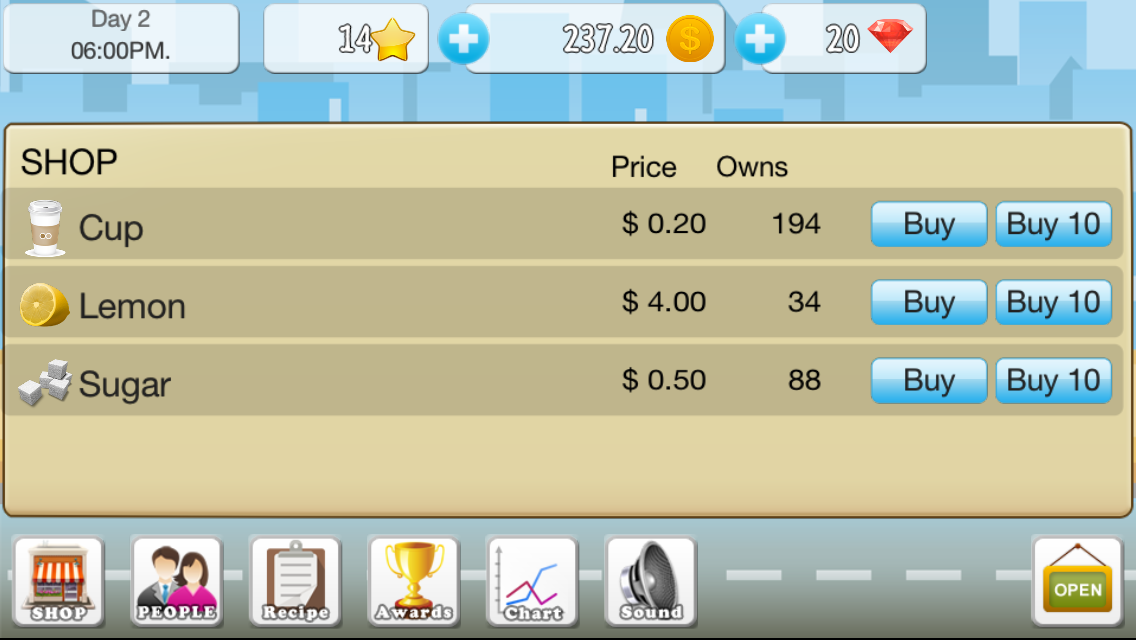 Day 2
06:00PM.
14
237.20 $
20
SHOP Price Owns
Cup $ 0.20 194 Buy Buy 10
Lemon $ 4.00 34 Buy Buy 10
Sugar $ 0.50 88 Buy Buy 10
SHOP PEOPLE Recipe Awards Chart Sound OPEN